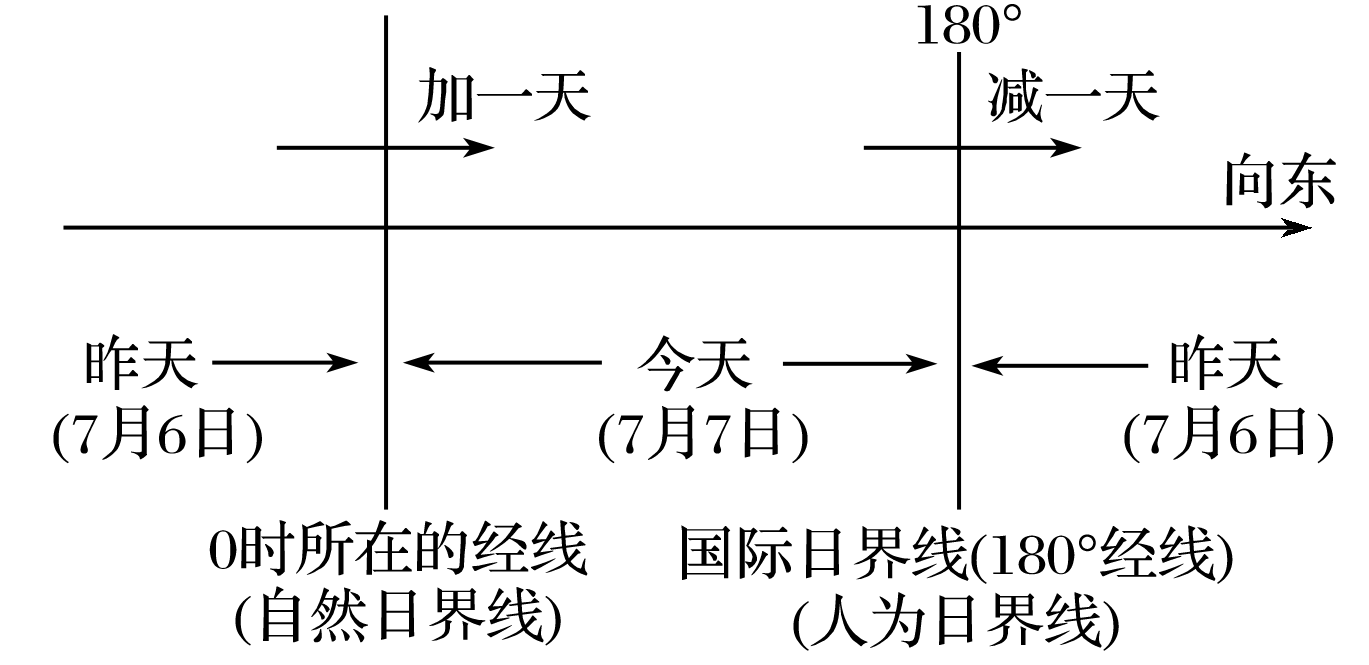 180°
加一天
减一天
向东
昨天
今天
昨天
(7月6日)
(7月7日)
(7月6日)
0时所在的经线
国际日界线(180°经线)
(自然日界线)
(人为日界线)